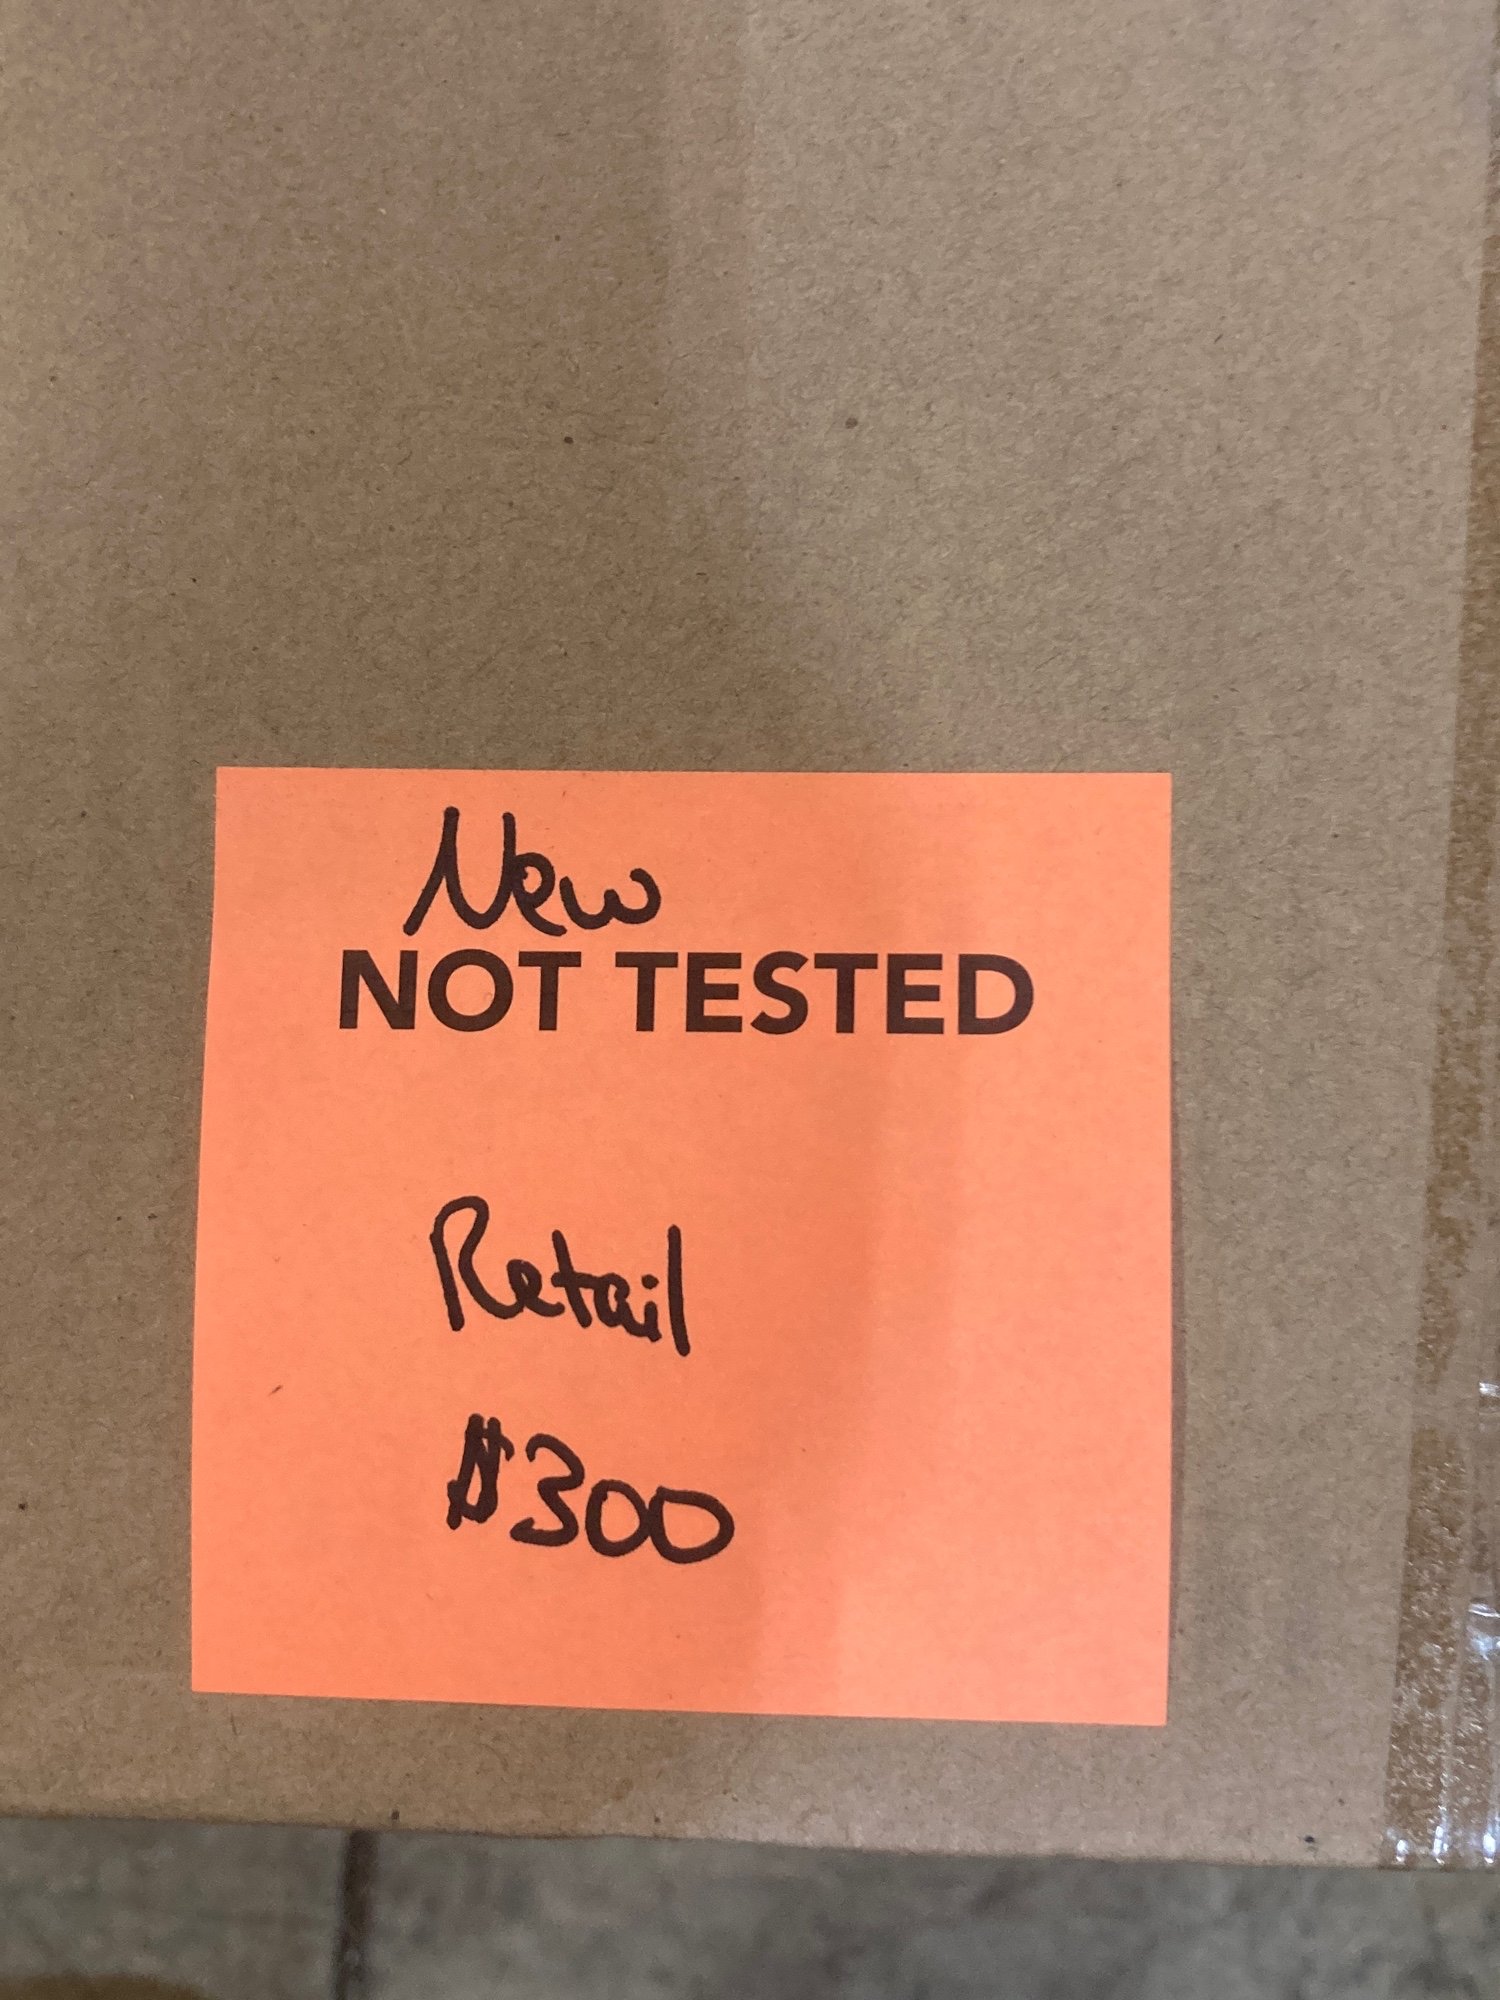 New
NOT TESTED
Retail
$300